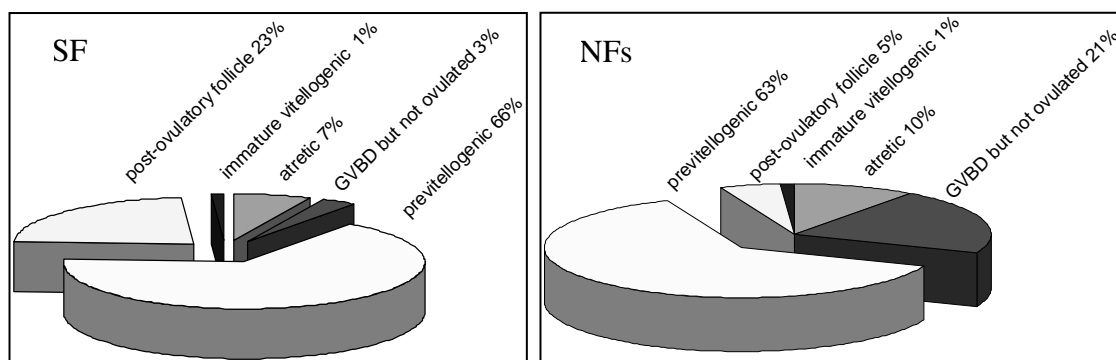 SF
post-ovulatory follicle 23%
immature vitellogenic 1%
atretic 7%
GVBD but not ovulated 3%
previtellogenic 66%
NFs
previtellogenic 63%
post-ovulatory follicle 5%
immature vitellogenic 1%
atretic 10%
GVBD but not ovulated 21%